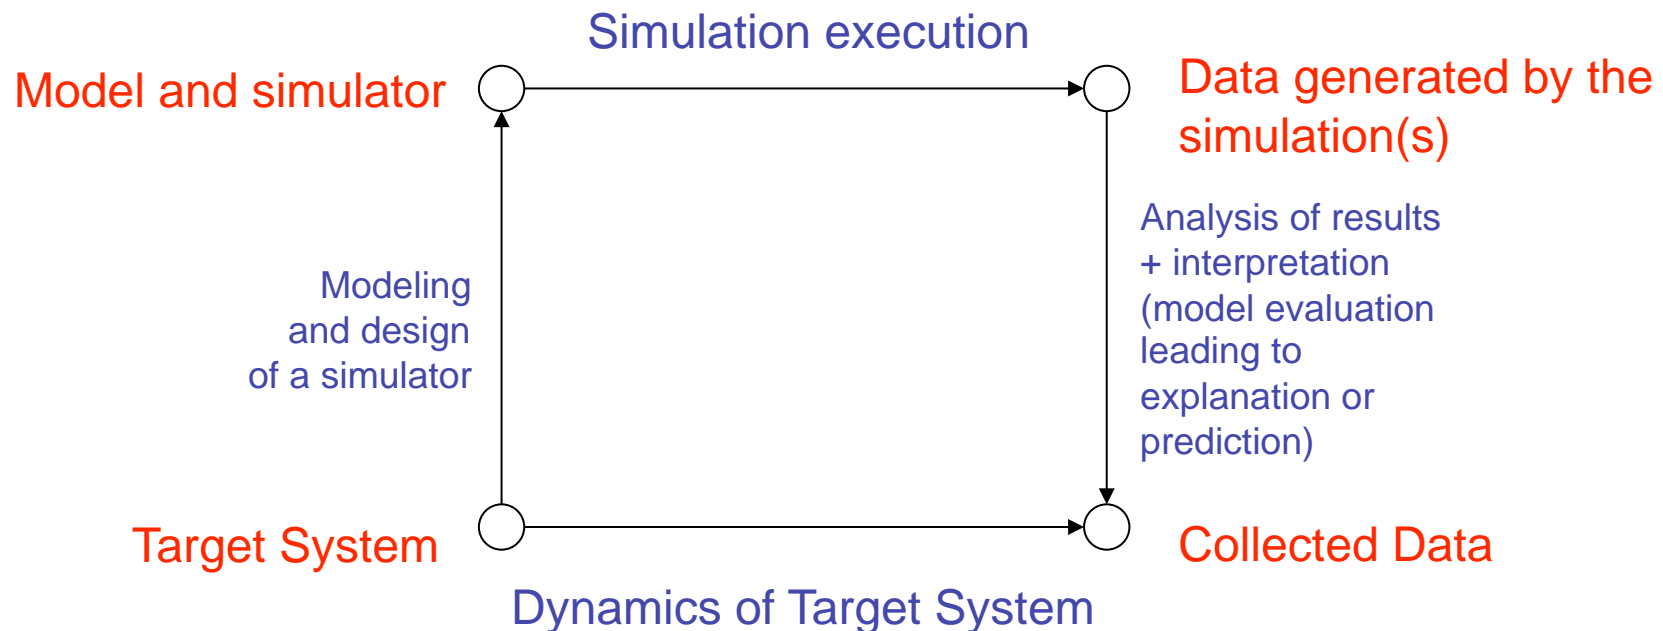 Simulation execution
Model and simulator
Data generated by the
simulation(s)
Modeling
and design
of a simulator
Analysis of results
+ interpretation
(model evaluation
leading to
explanation or
prediction)
Target System
Collected Data
Dynamics of Target System